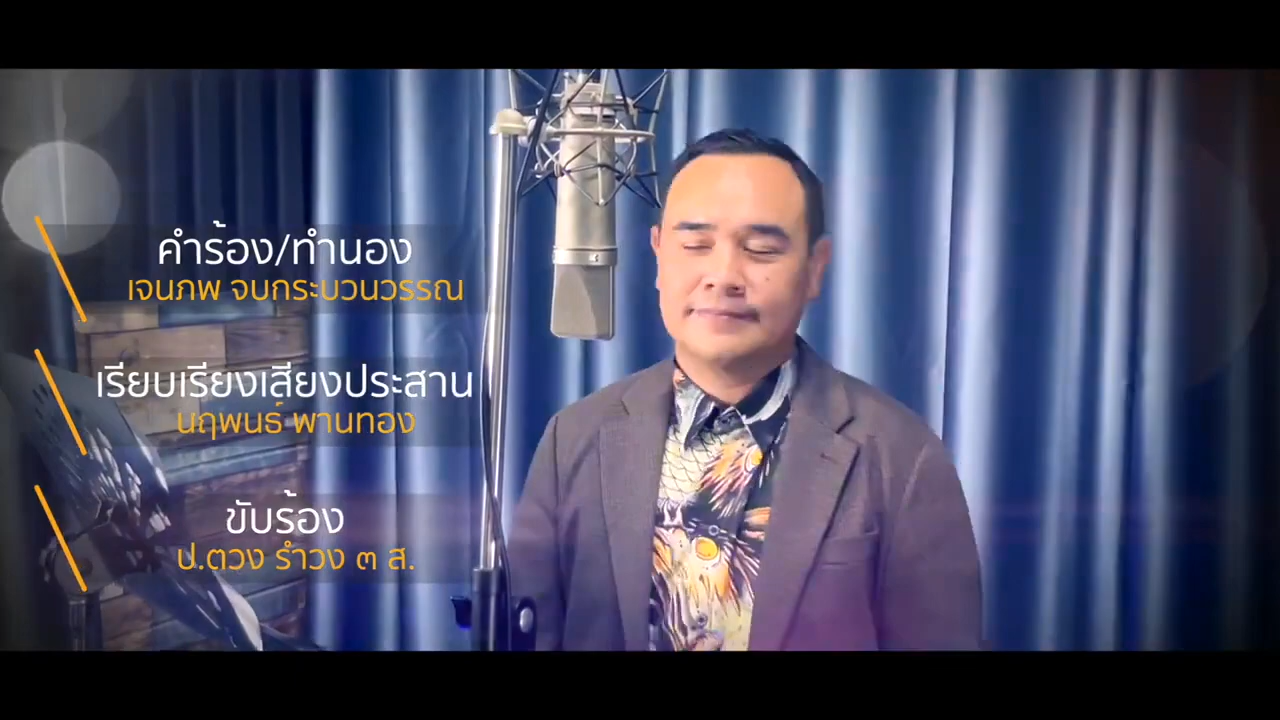 คำร้อง/ทำนอง
เจนภพ จบกระบวนวรรณ
เรียบเรียงเสียงประสาน
นฤพนธ์ พานทอง
ขับร้อง
ป.ตวง รำวง ๓ ส.